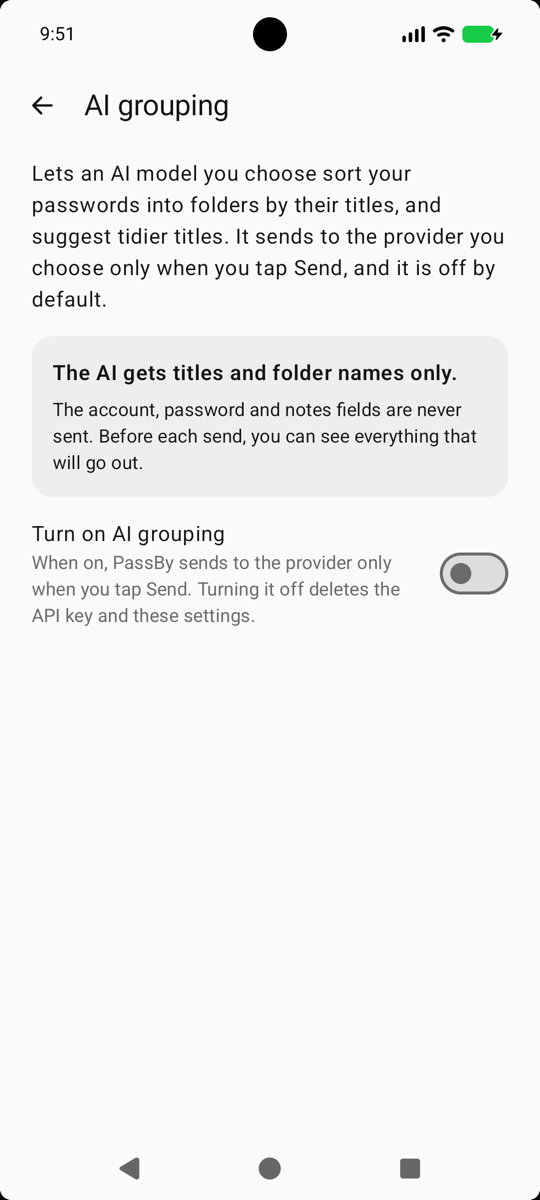 9:51
AI grouping
Lets an AI model you choose sort your
passwords into folders by their titles, and
suggest tidier titles. It sends to the provider you
choose only when you tap Send, and it is off by
default.
The AI gets titles and folder names only.
The account, password and notes fields are never
sent. Before each send, you can see everything that
will go out.
Turn on AI grouping
When on, PassBy sends to the provider only
when you tap Send. Turning it off deletes the
API key and these settings.